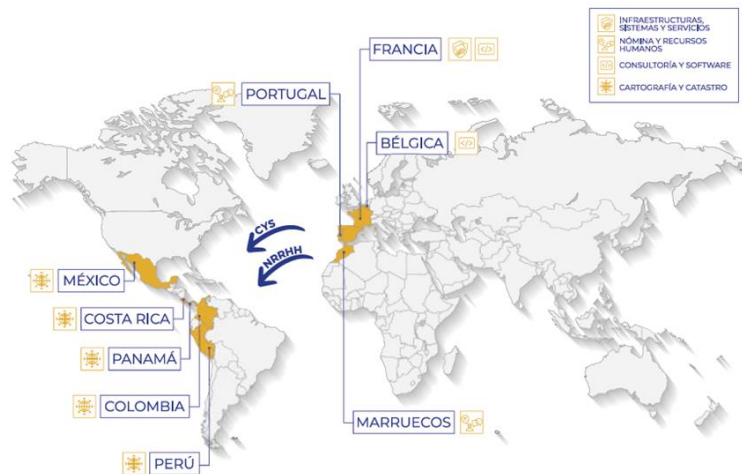 INFRAESTRUCTURAS,
SISTEMAS Y SERVICIOS
NÓMINA Y RECURSOS
HUMANOS
CONSULTORÍA Y SOFTWARE
CARTOGRAFÍA Y CATASTRO
FRANCIA
PORTUGAL
BÉLGICA
CYS
NRRHH
MÉXICO
COSTA RICA
PANAMÁ
COLOMBIA
MARRUECOS
PERÚ